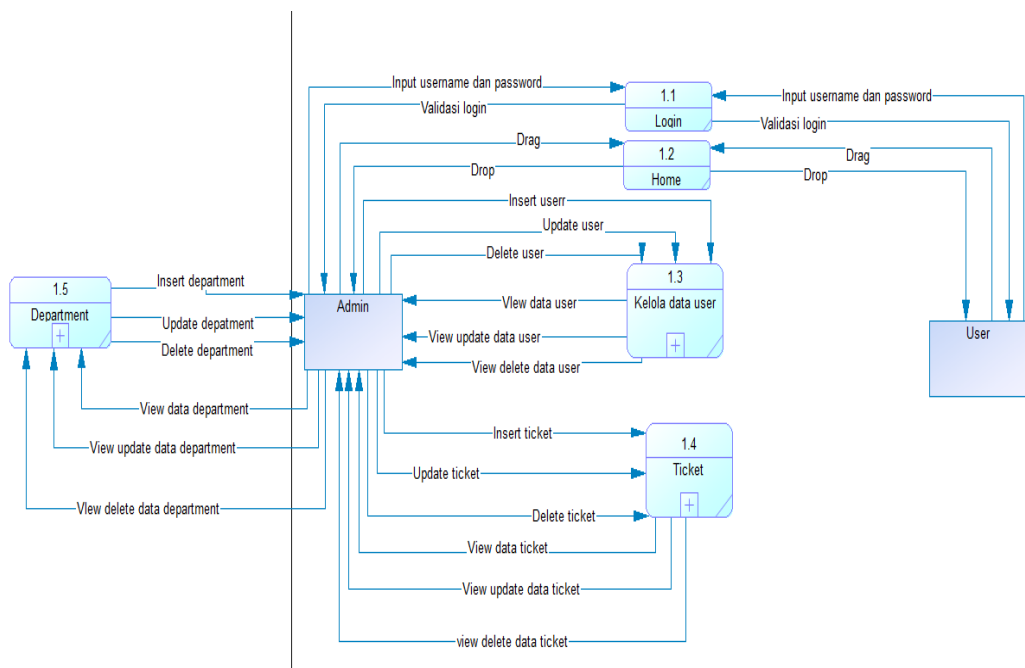 Input username dan password
1.1
Input username dan password
Validasi login
Login
Validasi login
Drag
1.2
Drag
Drop
Home
Drop
Insert userr
Update user
Delete user
1.3
Kelola data user
VIew data user
View update data user
View delete data user
1.5
Department
Insert department
Update depatment
Delete department
Admin
User
View data department
View update data department
VIew delete data department
Insert ticket
1.4
Ticket
Update ticket
Delete ticket
View data ticket
View update data ticket
view delete data ticket